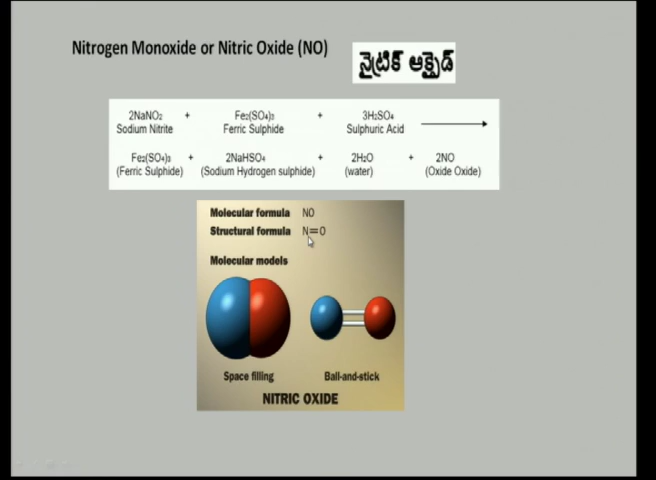 Nitrogen Monoxide or Nitric Oxide (NO)
నైట్రిక్ ఆక్సైడ్
2NaNO₂ + Fe₂(SO₄)₃ + 3H₂SO₄
Sodium Nitrite Ferric Sulphide Sulphuric Acid
Fe₂(SO₄)₃ + 2NaHSO₄ + 2H₂O + 2NO
(Ferric Sulphide) (Sodium Hydrogen sulphide) (water) (Oxide Oxide)
Molecular formula NO
Structural formula N=O
Molecular models
Space filling Ball-and-stick
NITRIC OXIDE